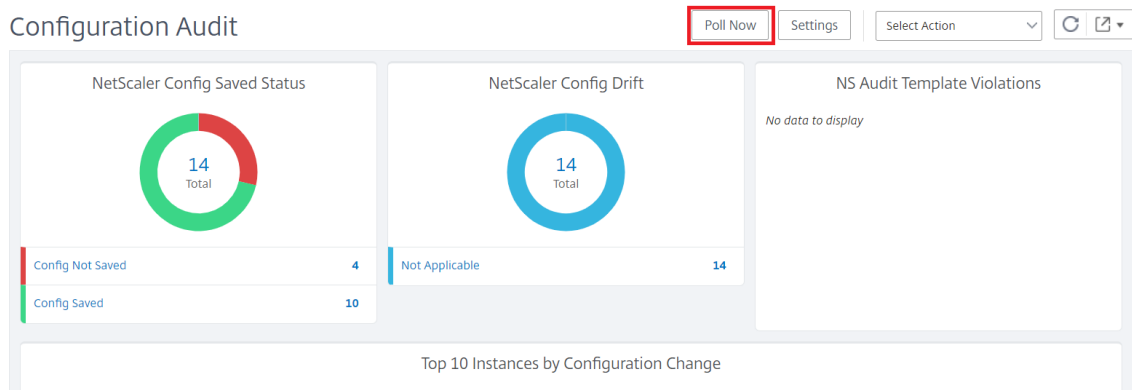 Configuration Audit
Poll Now
Settings
Select Action
NetScaler Config Saved Status
14
Total
Config Not Saved 4
Config Saved 10
NetScaler Config Drift
14
Total
Not Applicable 14
NS Audit Template Violations
No data to display
Top 10 Instances by Configuration Change